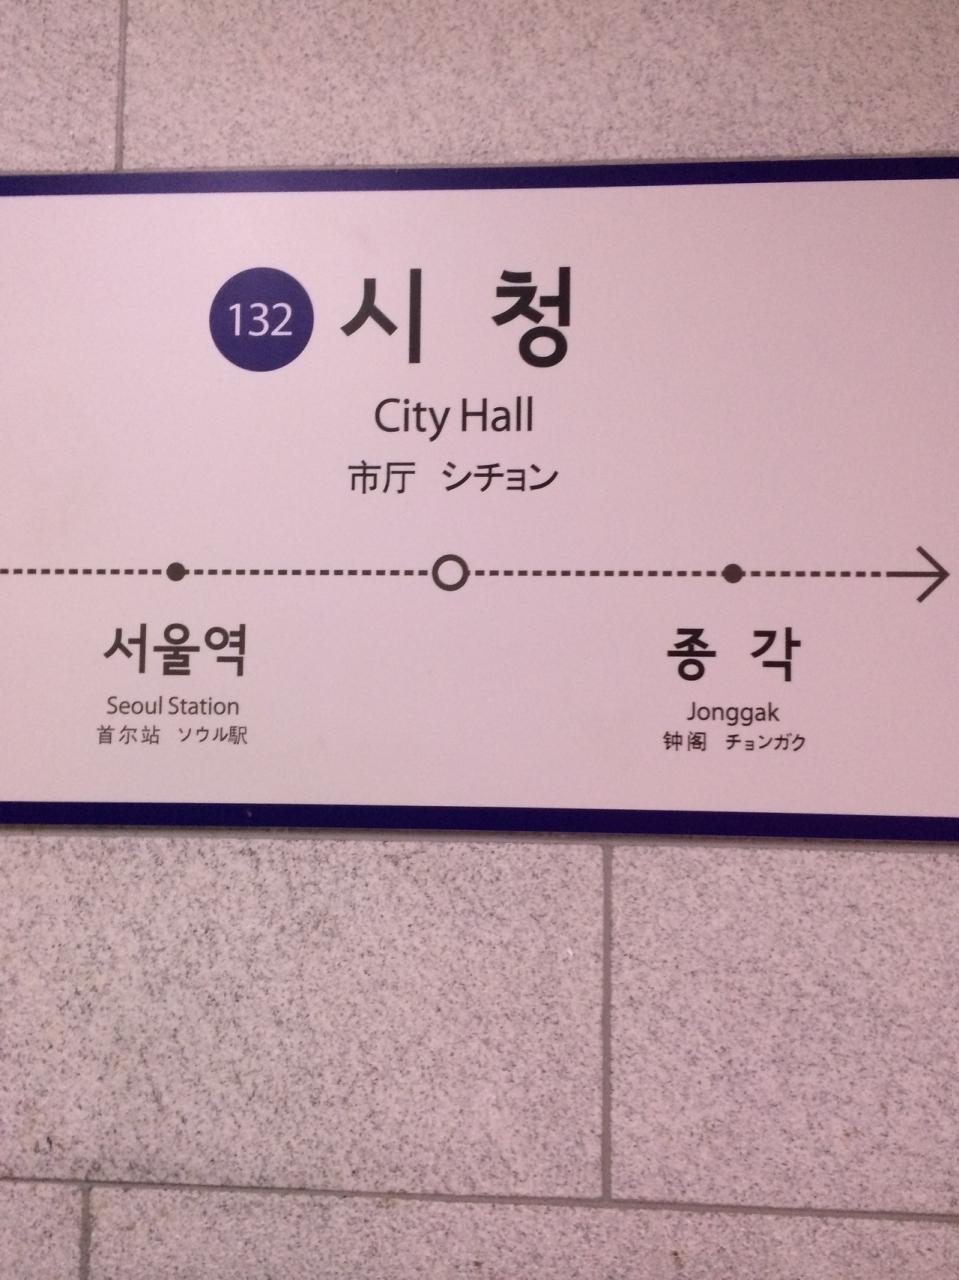 132 시 청
City Hall
市厅 シチョン
서울역
Seoul Station
首尔站 ソウル駅
종 각
Jonggak
钟阁 チョンガク